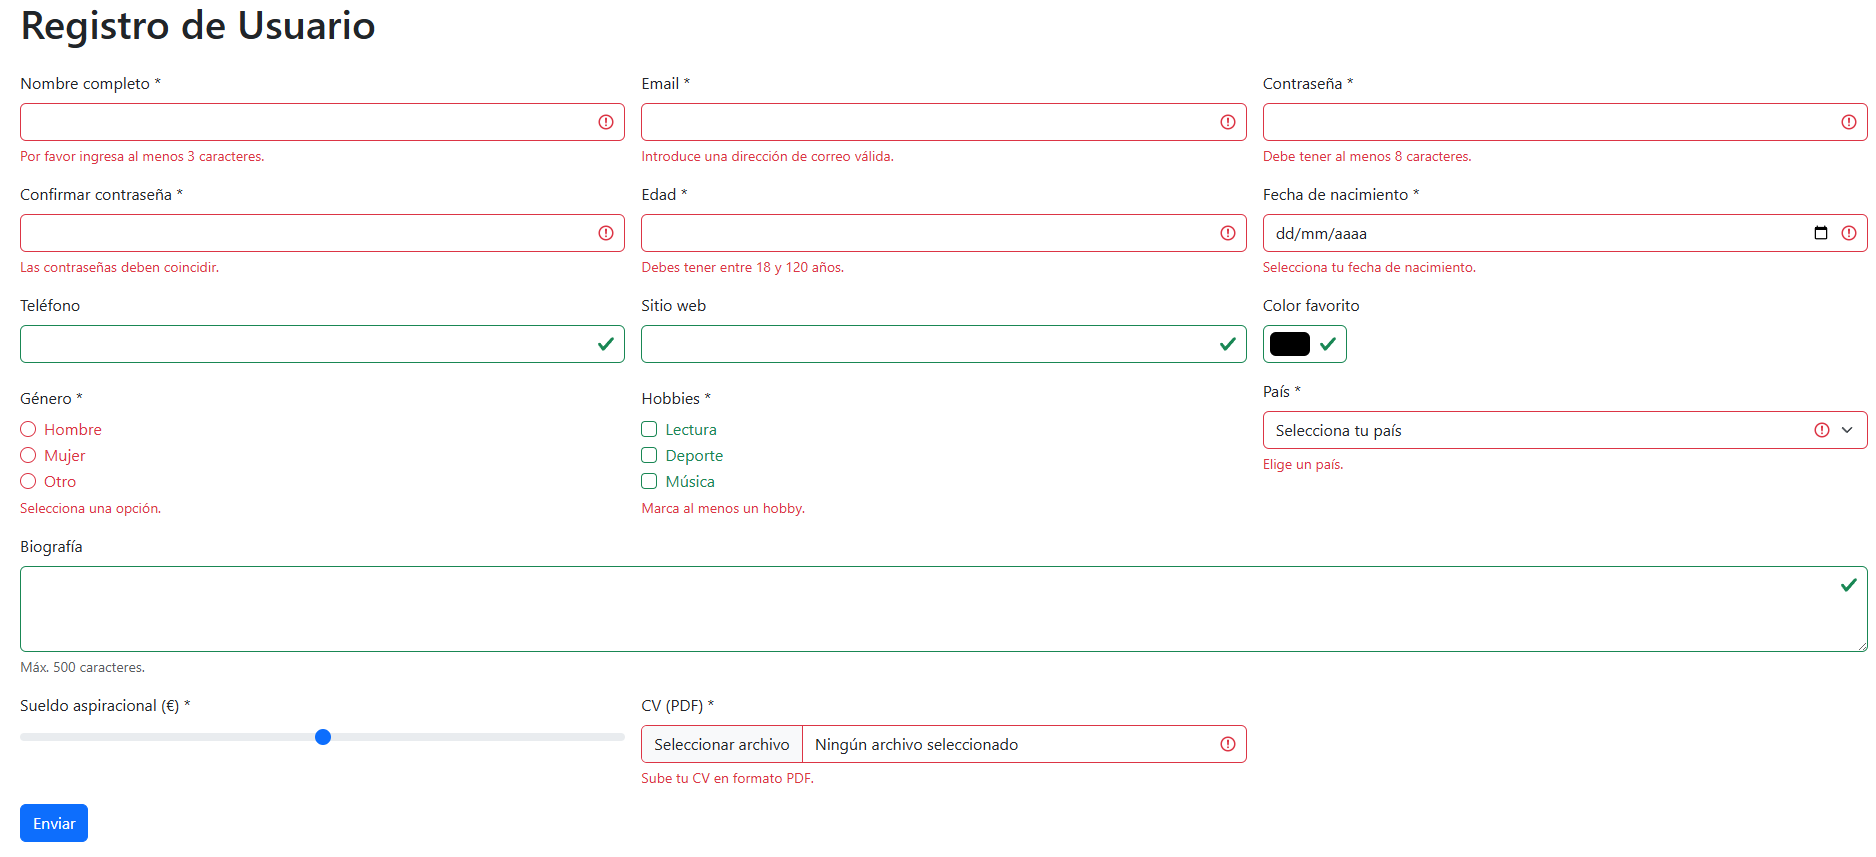 Registro de Usuario
Nombre completo *
Email *
Contraseña *
Por favor ingresa al menos 3 caracteres.
Introduce una dirección de correo válida.
Debe tener al menos 8 caracteres.
Confirmar contraseña *
Edad *
Fecha de nacimiento *
dd/mm/aaaa
Las contraseñas deben coincidir.
Debes tener entre 18 y 120 años.
Selecciona tu fecha de nacimiento.
Teléfono
Sitio web
Color favorito
Género *
Hombre
Mujer
Otro
Selecciona una opción.
Hobbies *
Lectura
Deporte
Música
Marca al menos un hobby.
País *
Selecciona tu país
Elige un país.
Biografía
Máx. 500 caracteres.
Sueldo aspiracional (€) *
CV (PDF) *
Seleccionar archivo
Ningún archivo seleccionado
Sube tu CV en formato PDF.
Enviar